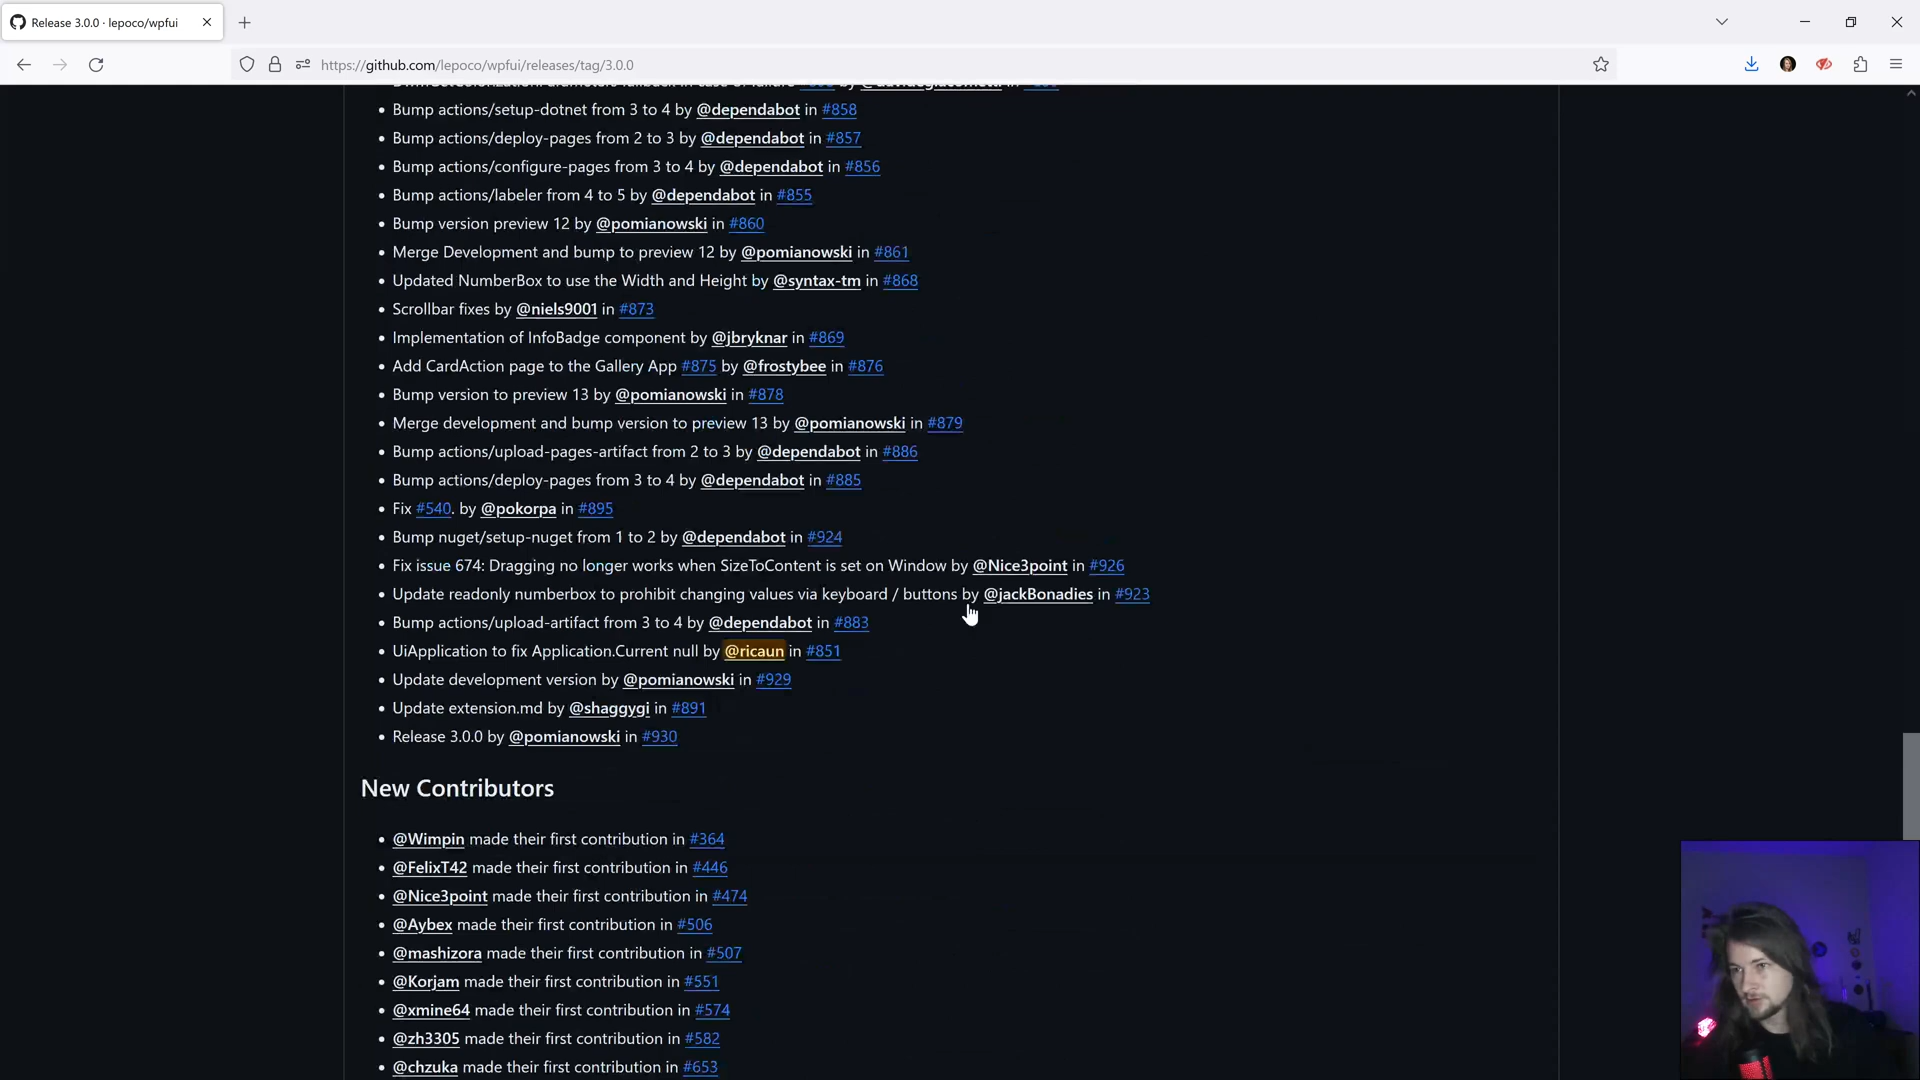 Release 3.0.0 · lepoco/wpfui
https://github.com/lepoco/wpfui/releases/tag/3.0.0
• Bump actions/setup-dotnet from 3 to 4 by @dependabot in #858
• Bump actions/deploy-pages from 2 to 3 by @dependabot in #857
• Bump actions/configure-pages from 3 to 4 by @dependabot in #856
• Bump actions/labeler from 4 to 5 by @dependabot in #855
• Bump version preview 12 by @pomianowski in #860
• Merge Development and bump to preview 12 by @pomianowski in #861
• Updated NumberBox to use the Width and Height by @syntax-tm in #868
• Scrollbar fixes by @niels9001 in #873
• Implementation of InfoBadge component by @jbryknar in #869
• Add CardAction page to the Gallery App #875 by @frostybee in #876
• Bump version to preview 13 by @pomianowski in #878
• Merge development and bump version to preview 13 by @pomianowski in #879
• Bump actions/upload-pages-artifact from 2 to 3 by @dependabot in #886
• Bump actions/deploy-pages from 3 to 4 by @dependabot in #885
• Fix #540. by @pokorpa in #895
• Bump nuget/setup-nuget from 1 to 2 by @dependabot in #924
• Fix issue 674: Dragging no longer works when SizeToContent is set on Window by @Nice3point in #926
• Update readonly numberbox to prohibit changing values via keyboard / buttons by @jackBonadies in #923
• Bump actions/upload-artifact from 3 to 4 by @dependabot in #883
• UiApplication to fix Application.Current null by @ricaun in #851
• Update development version by @pomianowski in #929
• Update extension.md by @shaggygi in #891
• Release 3.0.0 by @pomianowski in #930
New Contributors
• @Wimpin made their first contribution in #364
• @FelixT42 made their first contribution in #446
• @Nice3point made their first contribution in #474
• @Aybex made their first contribution in #506
• @mashizora made their first contribution in #507
• @Korjam made their first contribution in #551
• @xmine64 made their first contribution in #574
• @zh3305 made their first contribution in #582
• @chzuka made their first contribution in #653